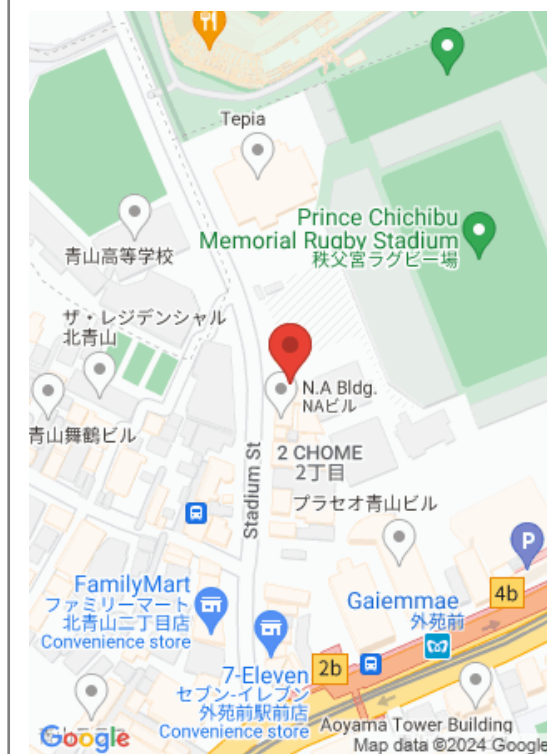 Tepia
Prince Chichibu
Memorial Rugby Stadium
秩父宮ラグビー場
青山高等学校
ザ・レジデンシャル
北青山
N.A Bldg.
NAビル
青山舞鶴ビル
2 CHOME
2丁目
Stadium St
プラセオ青山ビル
P
FamilyMart
ファミリーマート
北青山二丁目店
Convenience store
Gaiemmae
外苑前
4b
2b
7-Eleven
セブン-イレブン
外苑前駅前店
Convenience store
Aoyama Tower Building
Google
Map data ©2024 Google